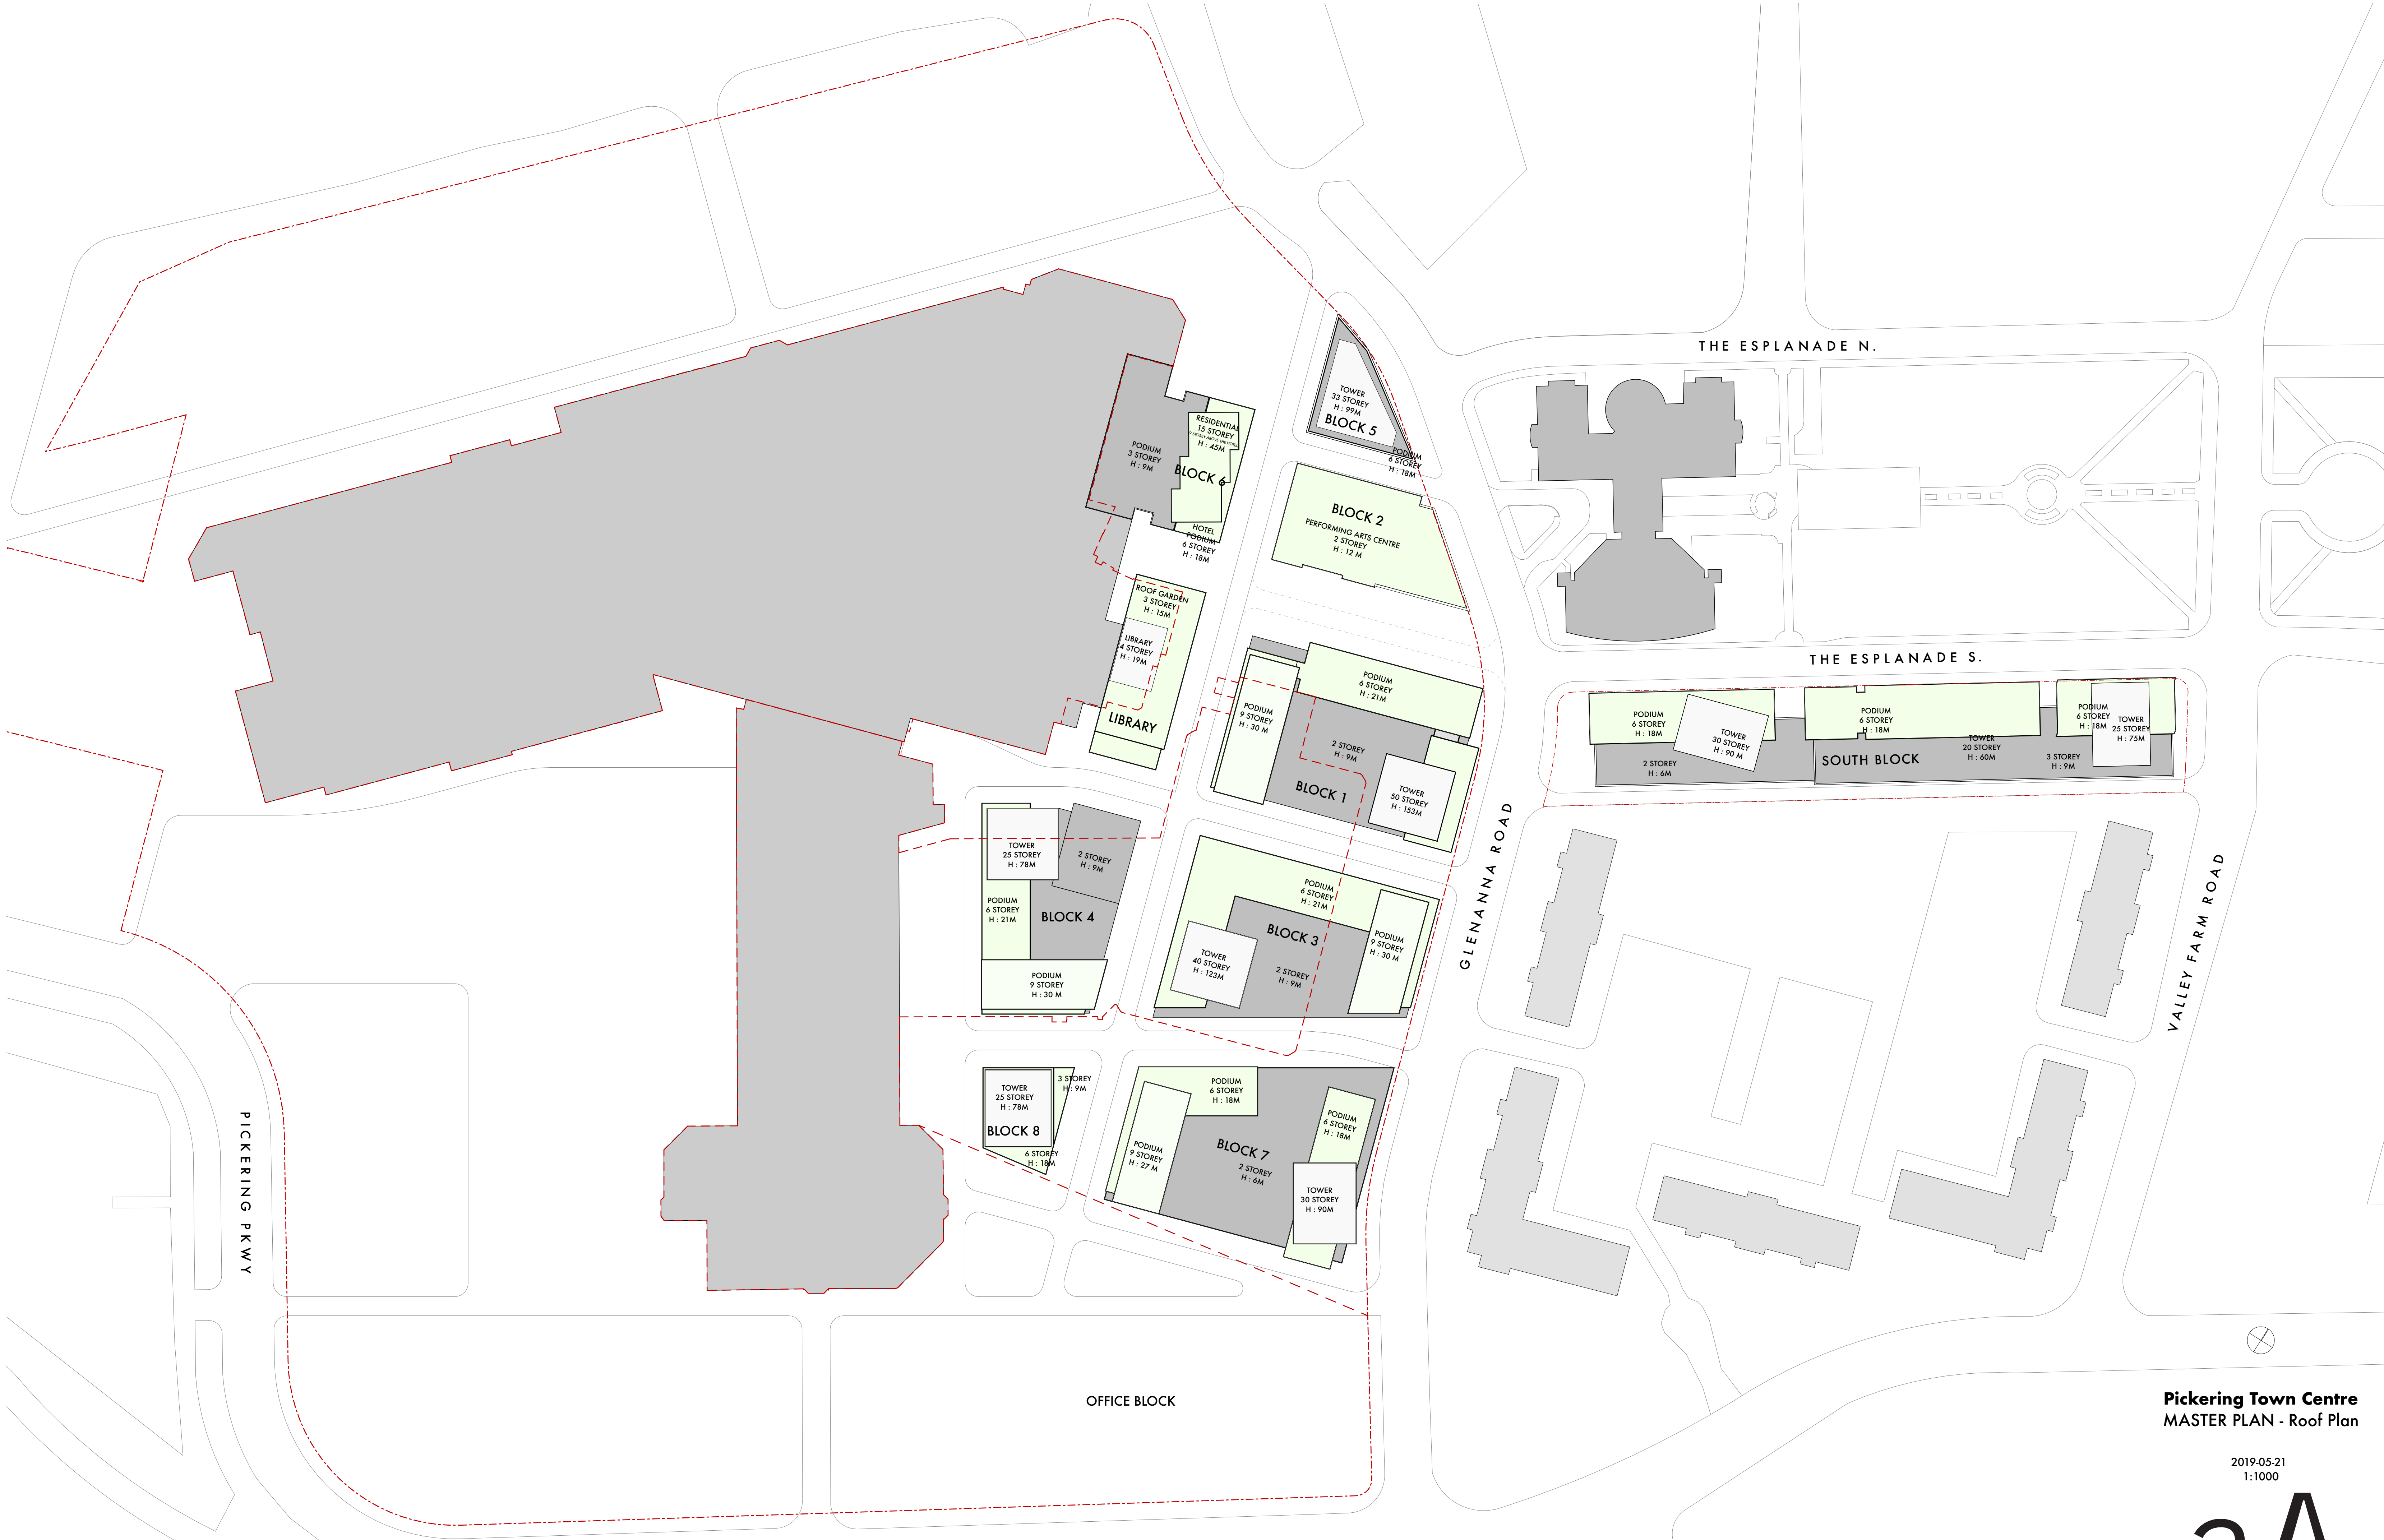 THE ESPLANADE N.
TOWER
33 STOREY
H : 99M
BLOCK 5
PODIUM
6 STOREY
H : 18M
RESIDENTIAL
15 STOREY
H : 45M
PODIUM
3 STOREY
H : 9M
BLOCK 6
HOTEL
PODIUM
6 STOREY
H : 18M
BLOCK 2
PERFORMING ARTS CENTRE
2 STOREY
H : 12 M
ROOF GARDEN
3 STOREY
H : 15M
LIBRARY
4 STOREY
H : 19M
LIBRARY
THE ESPLANADE S.
PODIUM
6 STOREY
H : 21M
PODIUM
9 STOREY
H : 30 M
2 STOREY
H : 9M
BLOCK 1
TOWER
50 STOREY
H : 153M
PODIUM
6 STOREY
H : 18M
TOWER
30 STOREY
H : 90 M
2 STOREY
H : 6M
PODIUM
6 STOREY
H : 18M
SOUTH BLOCK
TOWER
20 STOREY
H : 60M
3 STOREY
H : 9M
PODIUM
6 STOREY
H : 18M
TOWER
25 STOREY
H : 75M
GLENANNA ROAD
VALLEY FARM ROAD
TOWER
25 STOREY
H : 78M
2 STOREY
H : 9M
PODIUM
6 STOREY
H : 21M
BLOCK 4
PODIUM
9 STOREY
H : 30 M
PODIUM
6 STOREY
H : 21M
BLOCK 3
TOWER
40 STOREY
H : 123M
2 STOREY
H : 9M
PODIUM
9 STOREY
H : 30 M
TOWER
25 STOREY
H : 78M
3 STOREY
H : 9M
BLOCK 8
6 STOREY
H : 18M
PODIUM
6 STOREY
H : 18M
PODIUM
9 STOREY
H : 27 M
BLOCK 7
2 STOREY
H : 6M
PODIUM
6 STOREY
H : 18M
TOWER
30 STOREY
H : 90M
PICKERING PKWY
OFFICE BLOCK
Pickering Town Centre
MASTER PLAN - Roof Plan
2019-05-21
1:1000